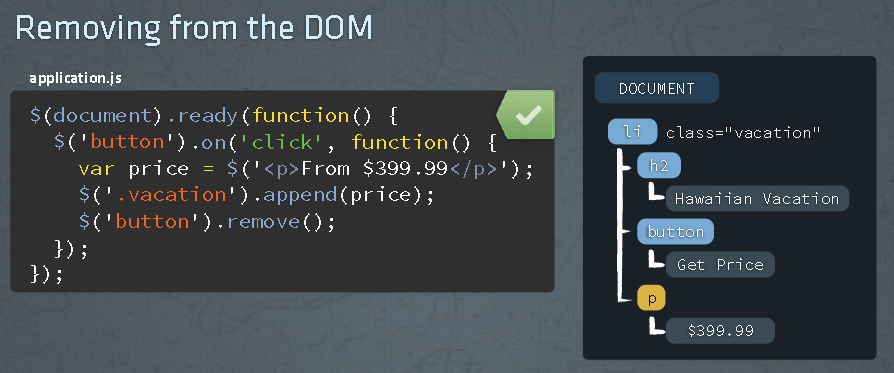 Removing from the DOM
application.js
$(document).ready(function() {
$('button').on('click', function() {
var price = $('<p>From $399.99</p>');
$('.vacation').append(price);
$('button').remove();
});
});
DOCUMENT
li class="vacation"
h2
Hawaiian Vacation
button
Get Price
p
$399.99